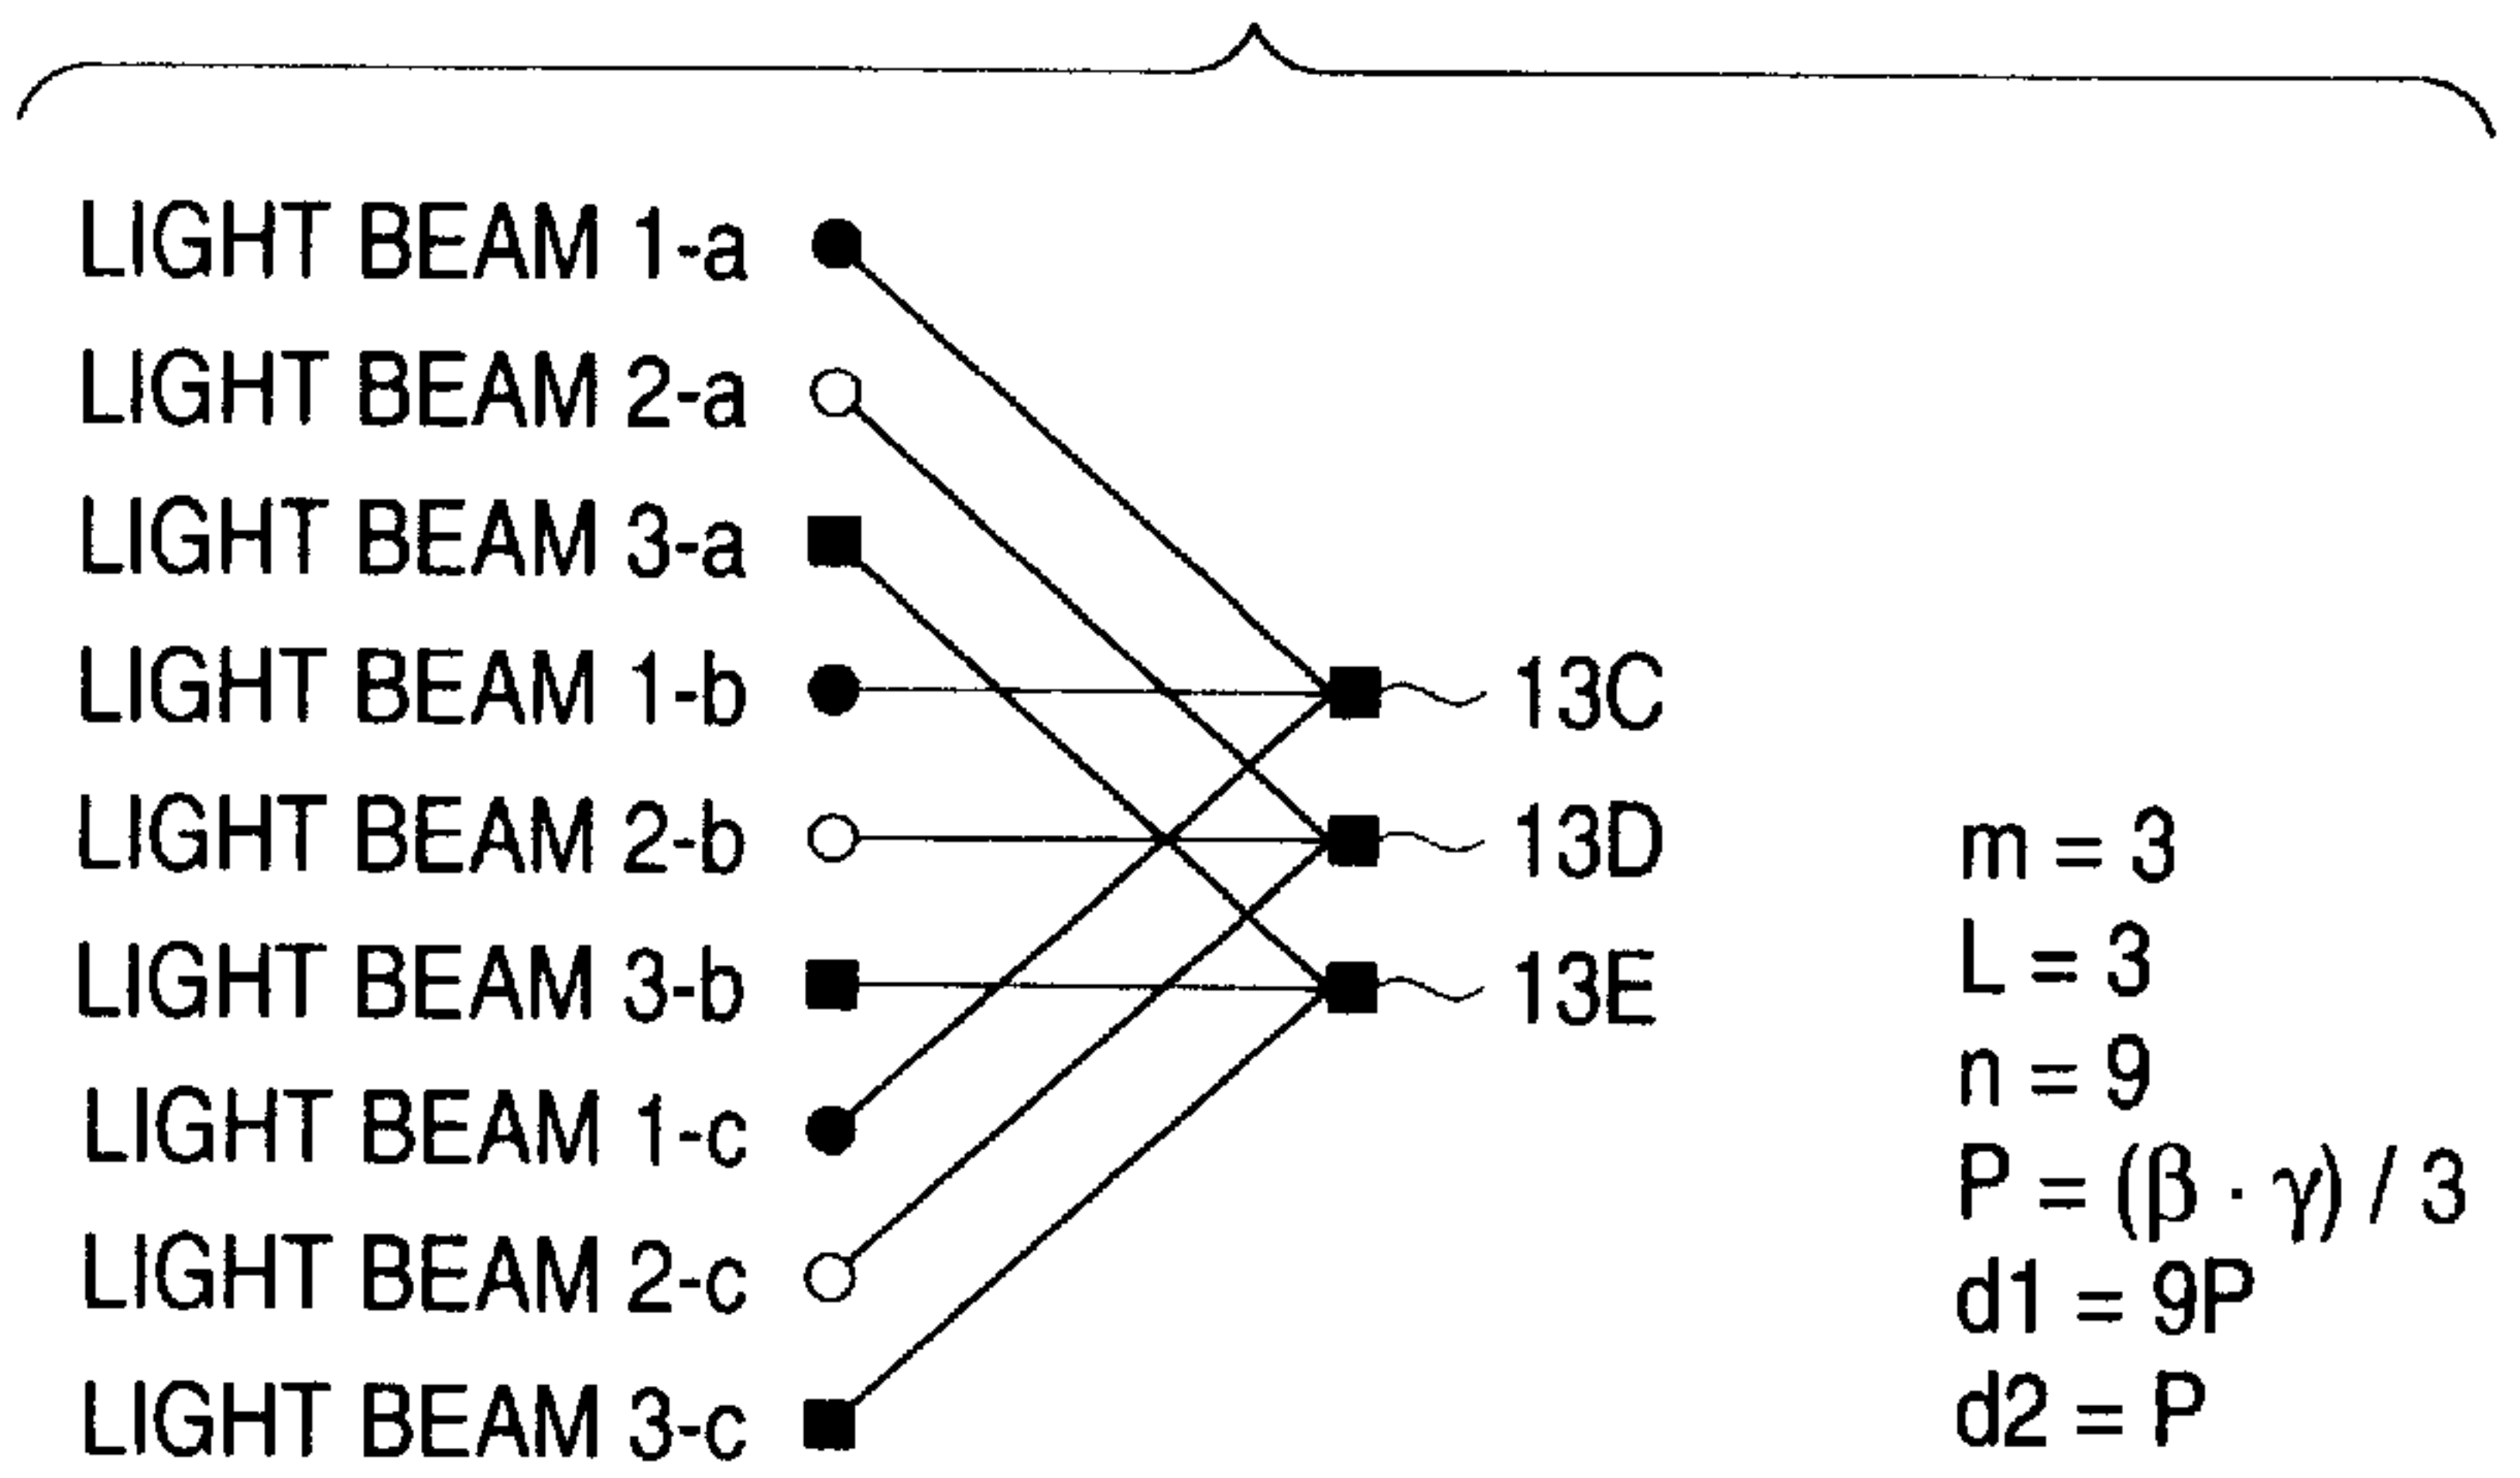 LIGHT BEAM 1-a
LIGHT BEAM 2-a
LIGHT BEAM 3-a
LIGHT BEAM 1-b
LIGHT BEAM 2-b
LIGHT BEAM 3-b
LIGHT BEAM 1-c
LIGHT BEAM 2-c
LIGHT BEAM 3-c
13C
13D
13E
m = 3
L = 3
n = 9
P = (β · γ) / 3
d1 = 9P
d2 = P